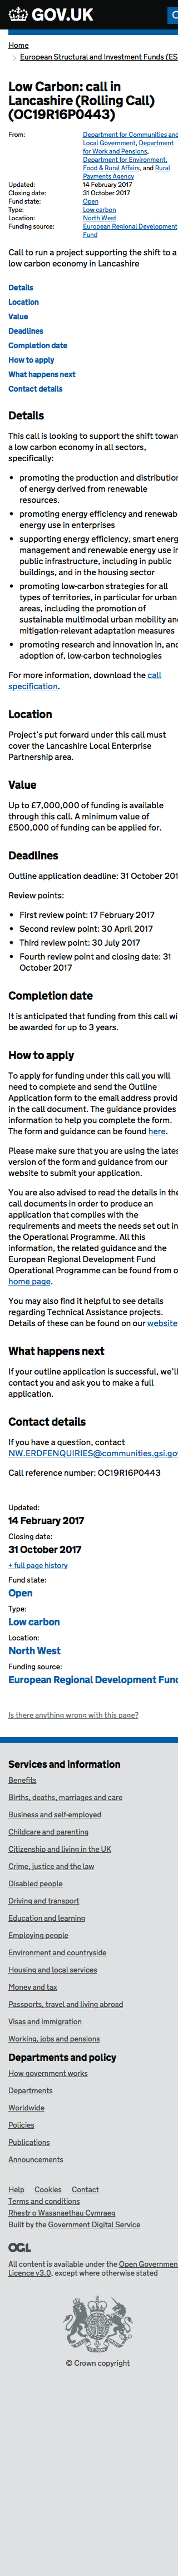 GOV.UK
Home
European Structural and Investment Funds (ES
Low Carbon: call in
Lancashire (Rolling Call)
(OC19R16P0443)
From:
Department for Communities and
Local Government, Department
for Work and Pensions,
Department for Environment,
Food & Rural Affairs, and Rural
Payments Agency
Updated: 14 February 2017
Closing date: 31 October 2017
Fund state: Open
Type: Low carbon
Location: North West
Funding source: European Regional Development
Fund
Call to run a project supporting the shift to a
low carbon economy in Lancashire
Details
Location
Value
Deadlines
Completion date
How to apply
What happens next
Contact details
Details
This call is looking to support the shift towar
a low carbon economy in all sectors,
specifically:
• promoting the production and distribution
of energy derived from renewable
resources.
• promoting energy efficiency and renewab
energy use in enterprises
• supporting energy efficiency, smart energ
management and renewable energy use in
public infrastructure, including in public
buildings, and in the housing sector
• promoting low-carbon strategies for all
types of territories, in particular for urban
areas, including the promotion of
sustainable multimodal urban mobility an
mitigation-relevant adaptation measures
• promoting research and innovation in, and
adoption of, low-carbon technologies
For more information, download the call
specification.
Location
Project's put forward under this call must
cover the Lancashire Local Enterprise
Partnership area.
Value
Up to £7,000,000 of funding is available
through this call. A minimum value of
£500,000 of funding can be applied for.
Deadlines
Outline application deadline: 31 October 201
Review points:
• First review point: 17 February 2017
• Second review point: 30 April 2017
• Third review point: 30 July 2017
• Fourth review point and closing date: 31
October 2017
Completion date
It is anticipated that funding from this call wi
be awarded for up to 3 years.
How to apply
To apply for funding under this call you will
need to complete and send the Outline
Application form to the email address provid
in the call document. The guidance provides
information to help you complete the form.
The form and guidance can be found here.
Please make sure that you are using the lates
version of the form and guidance from our
website to submit your application.
You are also advised to read the details in the
call documents in order to produce an
application that complies with the
requirements and meets the needs set out in
the Operational Programme. All this
information, the related guidance and the
European Regional Development Fund
Operational Programme can be found from o
home page.
You may also find it helpful to see details
regarding Technical Assistance projects.
Details of these can be found on our website
What happens next
If your outline application is successful, we'll
contact you and ask you to make a full
application.
Contact details
If you have a question, contact
NW.ERDFENQUIRIES@communities.gsi.gov
Call reference number: OC19R16P0443
Updated:
14 February 2017
Closing date:
31 October 2017
+ full page history
Fund state:
Open
Type:
Low carbon
Location:
North West
Funding source:
European Regional Development Fund
Is there anything wrong with this page?
Services and information
Benefits
Births, deaths, marriages and care
Business and self-employed
Childcare and parenting
Citizenship and living in the UK
Crime, justice and the law
Disabled people
Driving and transport
Education and learning
Employing people
Environment and countryside
Housing and local services
Money and tax
Passports, travel and living abroad
Visas and immigration
Working, jobs and pensions
Departments and policy
How government works
Departments
Worldwide
Policies
Publications
Announcements
Help Cookies Contact
Terms and conditions
Rhestr o Wasanaethau Cymraeg
Built by the Government Digital Service
OGL
All content is available under the Open Governmen
Licence v3.0, except where otherwise stated
© Crown copyright